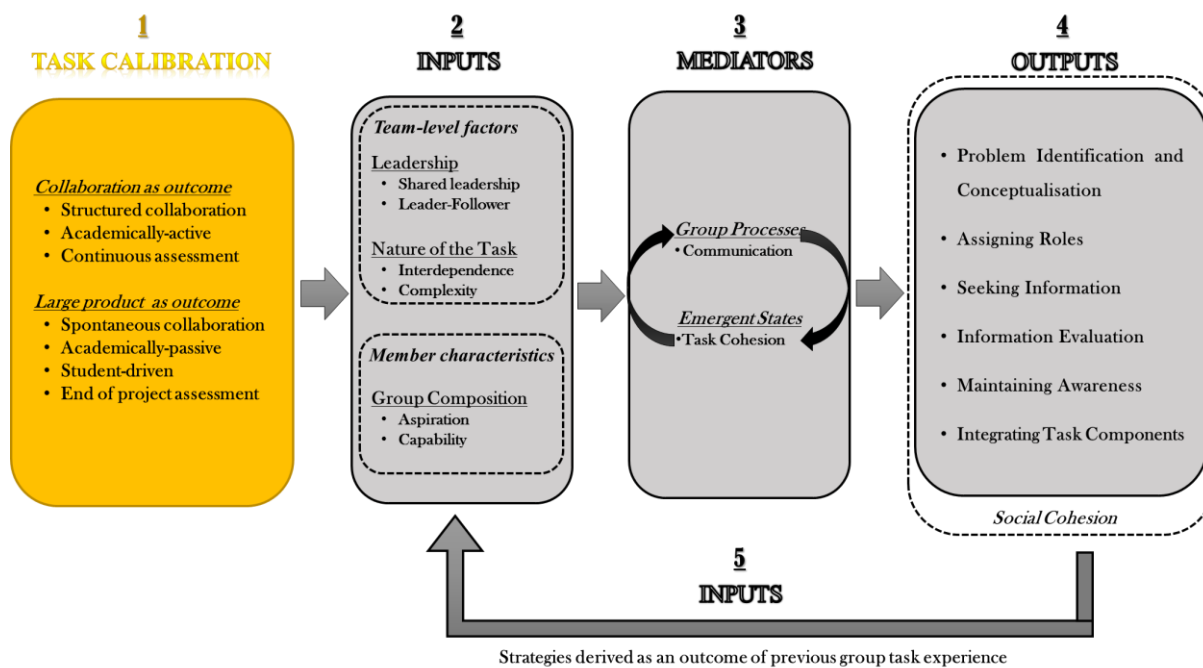 1
TASK CALIBRATION
Collaboration as outcome
• Structured collaboration
• Academically-active
• Continuous assessment
Large product as outcome
• Spontaneous collaboration
• Academically-passive
• Student-driven
• End of project assessment
2
INPUTS
Team-level factors
Leadership
• Shared leadership
• Leader-Follower
Nature of the Task
• Interdependence
• Complexity
Member characteristics
Group Composition
• Aspiration
• Capability
3
MEDIATORS
Group Processes
•Communication
Emergent States
•Task Cohesion
4
OUTPUTS
• Problem Identification and
Conceptualisation
• Assigning Roles
• Seeking Information
• Information Evaluation
• Maintaining Awareness
• Integrating Task Components
Social Cohesion
5
INPUTS
Strategies derived as an outcome of previous group task experience